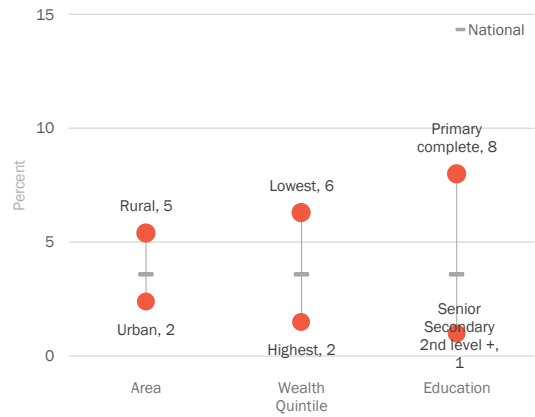 15
National
10
Primary
complete, 8
Percent
Lowest, 6
Rural, 5
5
Senior
Secondary
2nd level +,
1
Urban, 2
Highest, 2
0
Area
Wealth
Quintile
Education